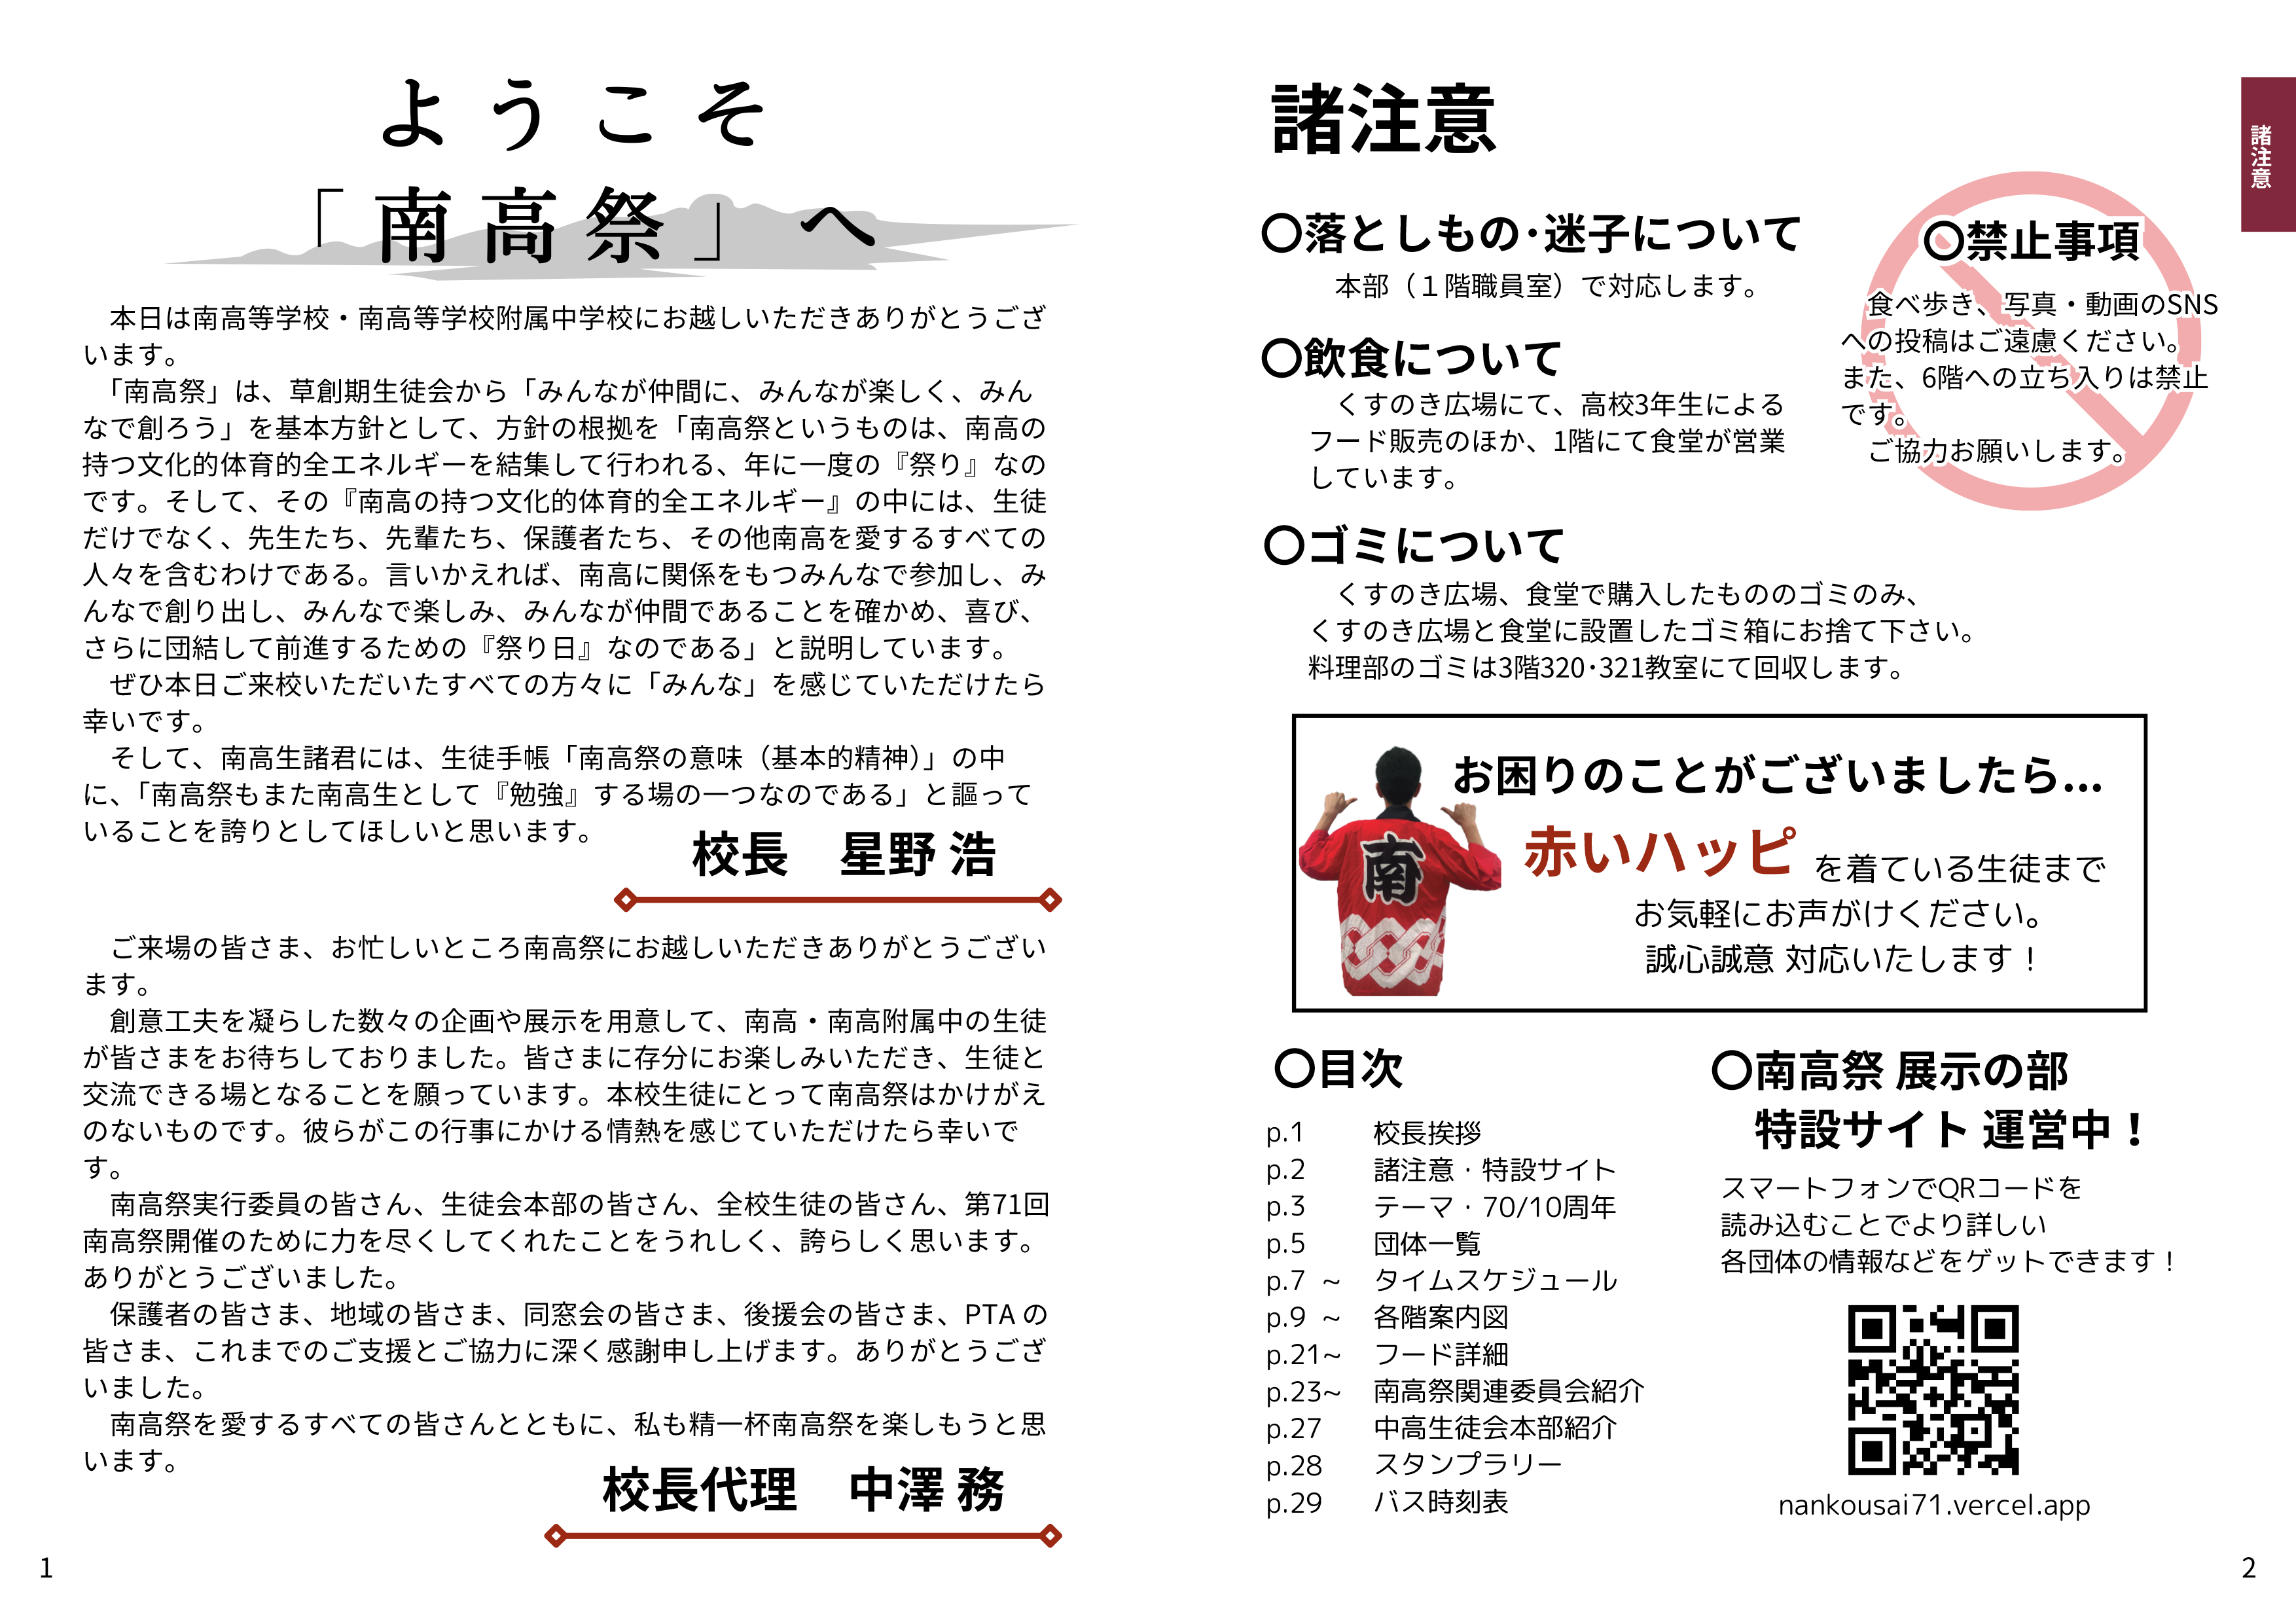 ようこそ
「南高祭」へ
本日は南高等学校・南高等学校附属中学校にお越しいただきありがとうござ
います。
「南高祭」は、草創期生徒会から「みんなが仲間に、みんなが楽しく、みん
なで創ろう」を基本方針として、方針の根拠を「南高祭というものは、南高の
持つ文化的体育的全エネルギーを結集して行われる、年に一度の『祭り』なの
です。そして、その『南高の持つ文化的体育的全エネルギー』の中には、生徒
だけでなく、先生たち、先輩たち、保護者たち、その他南高を愛するすべての
人々を含むわけである。言いかえれば、南高に関係をもつみんなで参加し、み
んなで創り出し、みんなで楽しみ、みんなが仲間であることを確かめ、喜び、
さらに団結して前進するための『祭り日』なのである」と説明しています。
ぜひ本日ご来校いただいたすべての方々に「みんな」を感じていただけたら
幸いです。
そして、南高生諸君には、生徒手帳「南高祭の意味（基本的精神）」の中
に、「南高祭もまた南高生として『勉強』する場の一つなのである」と謳って
いることを誇りとしてほしいと思います。
校長　星野 浩
ご来場の皆さま、お忙しいところ南高祭にお越しいただきありがとうござい
ます。
創意工夫を凝らした数々の企画や展示を用意して、南高・南高附属中の生徒
が皆さまをお待ちしておりました。皆さまに存分にお楽しみいただき、生徒と
交流できる場となることを願っています。本校生徒にとって南高祭はかけがえ
のないものです。彼らがこの行事にかける情熱を感じていただけたら幸いで
す。
南高祭実行委員の皆さん、生徒会本部の皆さん、全校生徒の皆さん、第71回
南高祭開催のために力を尽くしてくれたことをうれしく、誇らしく思います。
ありがとうございました。
保護者の皆さま、地域の皆さま、同窓会の皆さま、後援会の皆さま、PTA の
皆さま、これまでのご支援とご協力に深く感謝申し上げます。ありがとうござ
いました。
南高祭を愛するすべての皆さんとともに、私も精一杯南高祭を楽しもうと思
います。
校長代理　中澤 務
1
諸注意
諸注意
〇落としもの･迷子について
本部（１階職員室）で対応します。
〇飲食について
くすのき広場にて、高校3年生による
フード販売のほか、1階にて食堂が営業
しています。
〇禁止事項
食べ歩き、写真・動画のSNS
への投稿はご遠慮ください。
また、6階への立ち入りは禁止
です。
ご協力お願いします。
〇ゴミについて
くすのき広場、食堂で購入したもののゴミのみ、
くすのき広場と食堂に設置したゴミ箱にお捨て下さい。
料理部のゴミは3階320･321教室にて回収します。
南
お困りのことがございましたら...
赤いハッピ を着ている生徒まで
お気軽にお声がけください。
誠心誠意 対応いたします！
〇目次
p.1 校長挨拶
p.2 諸注意・特設サイト
p.3 テーマ・70/10周年
p.5 団体一覧
p.7 ~ タイムスケジュール
p.9 ~ 各階案内図
p.21~ フード詳細
p.23~ 南高祭関連委員会紹介
p.27 中高生徒会本部紹介
p.28 スタンプラリー
p.29 バス時刻表
〇南高祭 展示の部
特設サイト 運営中！
スマートフォンでQRコードを
読み込むことでより詳しい
各団体の情報などをゲットできます！
nankousai71.vercel.app
2